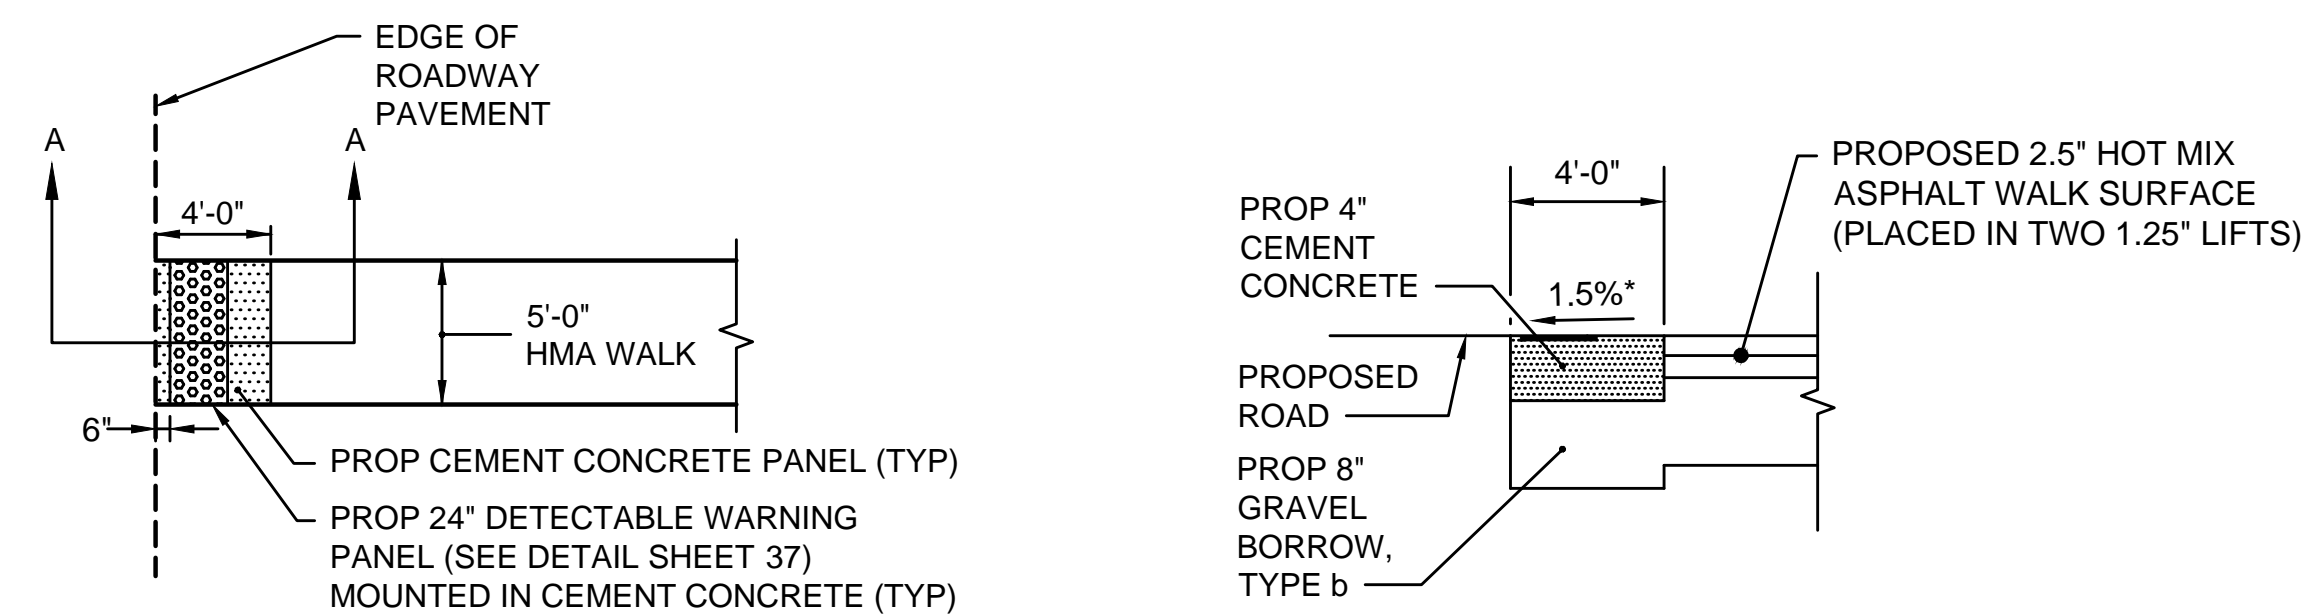 EDGE OF
ROADWAY
PAVEMENT
A
A
4'-0"
5'-0"
HMA WALK
6"
PROP CEMENT CONCRETE PANEL (TYP)
PROP 24" DETECTABLE WARNING
PANEL (SEE DETAIL SHEET 37)
MOUNTED IN CEMENT CONCRETE (TYP)
4'-0"
PROPOSED 2.5" HOT MIX
ASPHALT WALK SURFACE
(PLACED IN TWO 1.25" LIFTS)
PROP 4"
CEMENT
CONCRETE
1.5%*
PROPOSED
ROAD
PROP 8"
GRAVEL
BORROW,
TYPE b